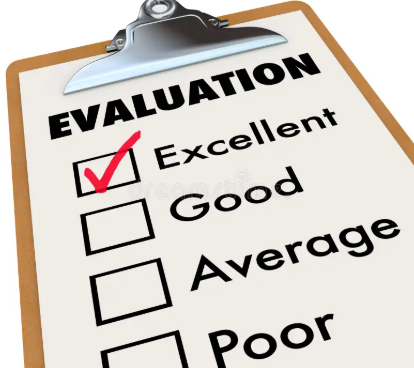 EVALUATION
Excellent
Good
Average
Poor